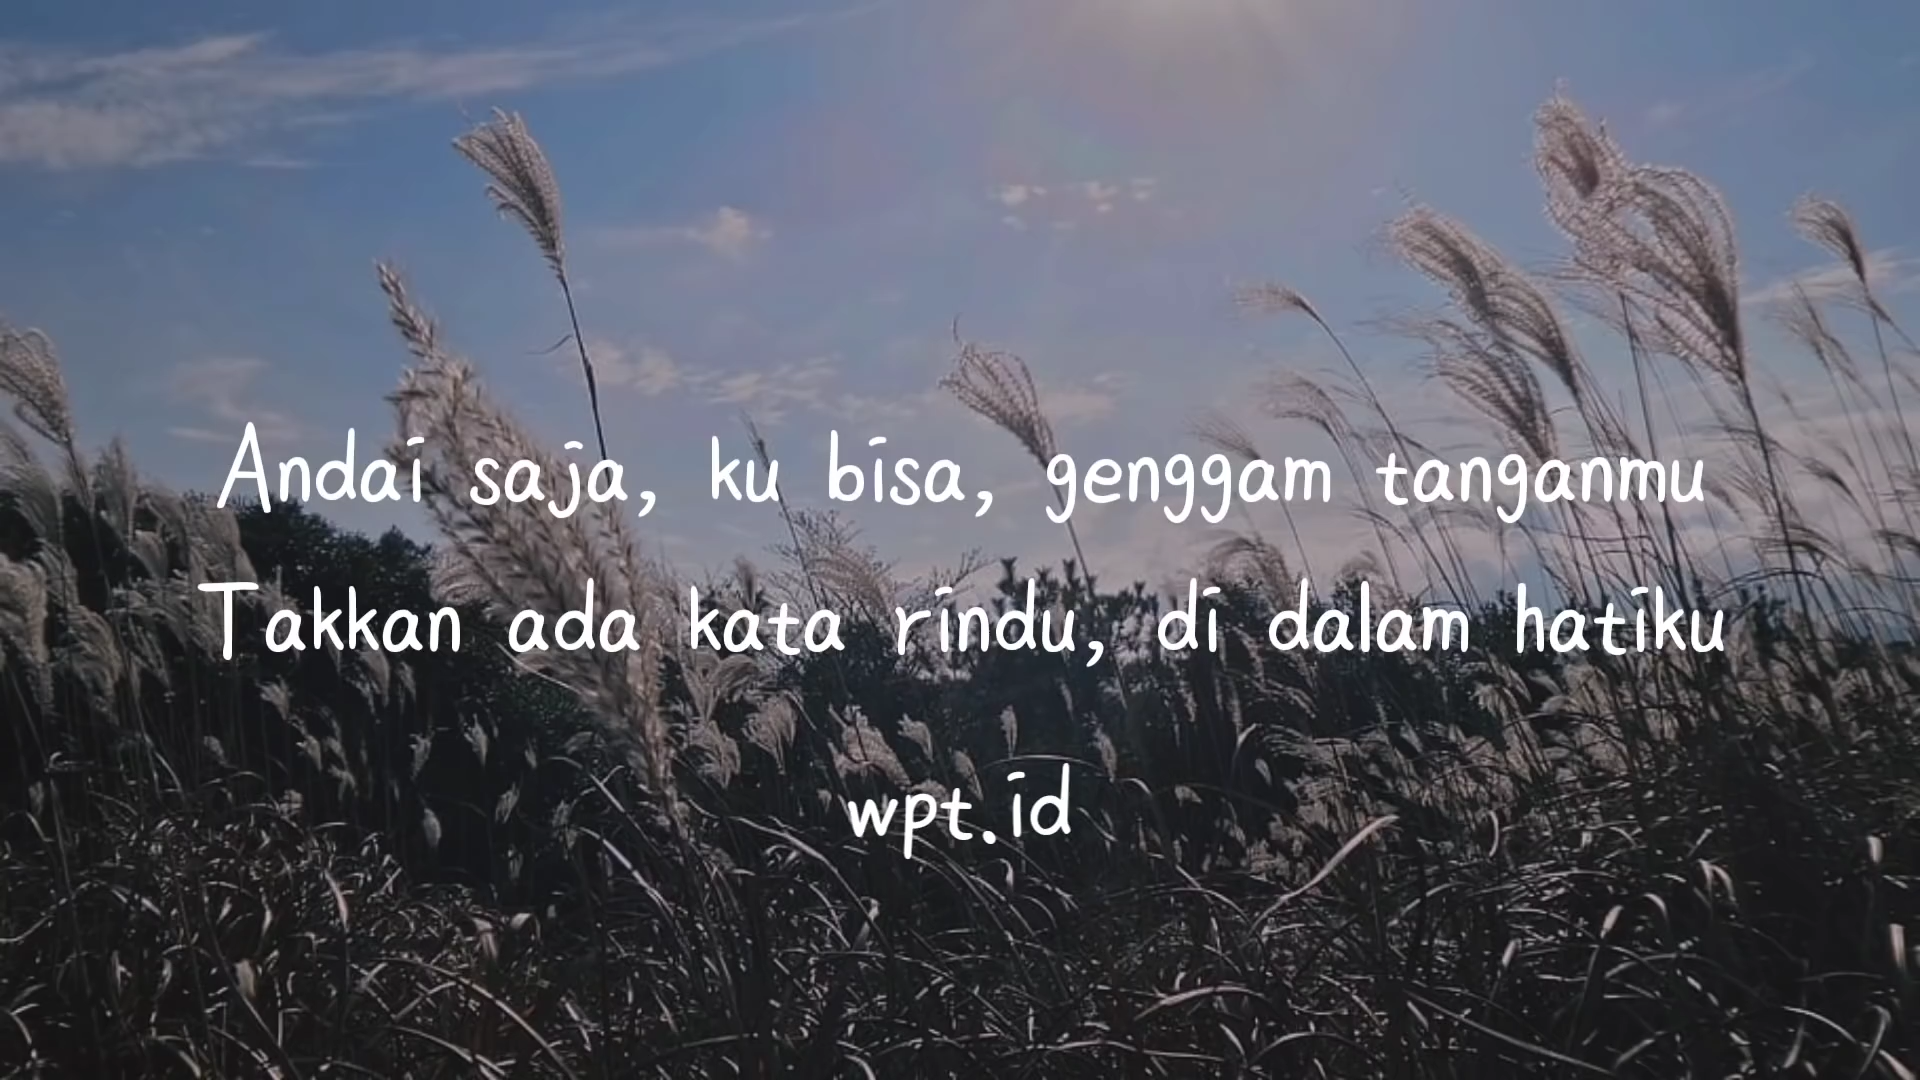 Andai saja, ku bisa, genggam tanganmu
Takkan ada kata rindu, di dalam hatiku
wpt.id